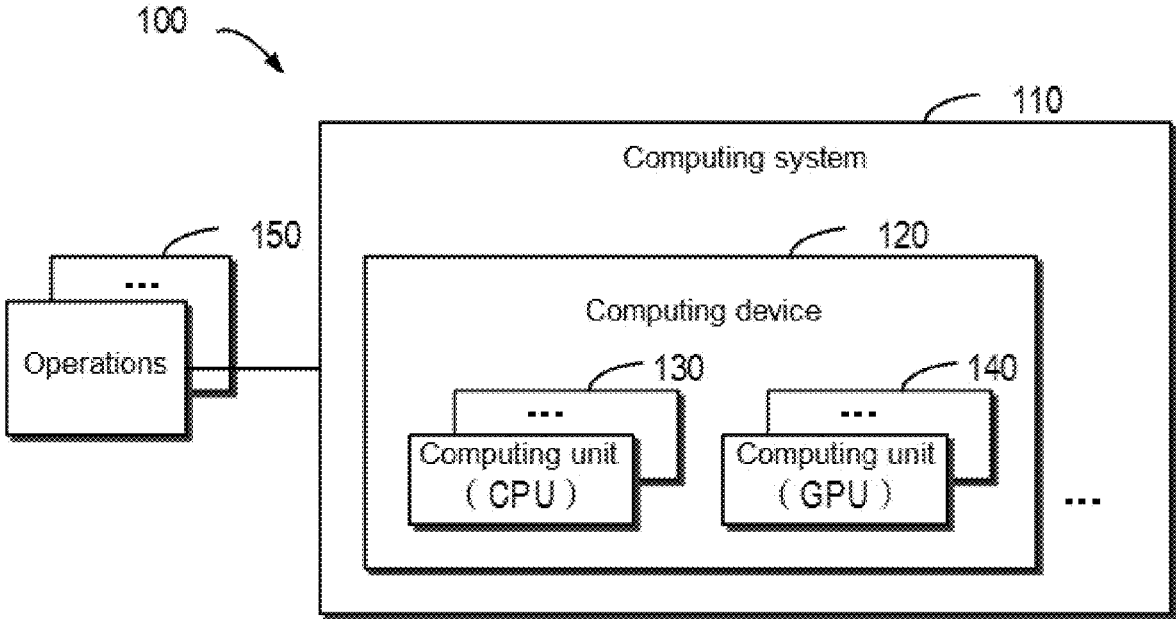 100
110
Computing system
150
120
...
Computing device
Operations
130
140
...
...
Computing unit
Computing unit
( CPU )
( GPU )
...